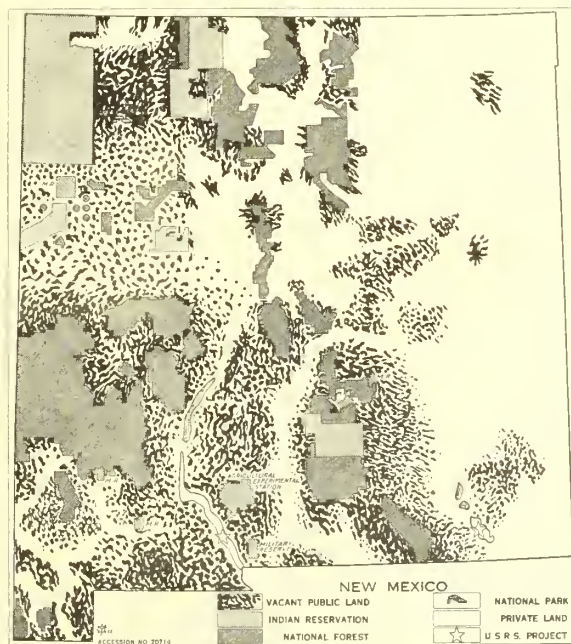 AGRICULTURAL
EXPERIMENTAL
STATION
MILITARY
NEW MEXICO
VACANT PUBLIC LAND
INDIAN RESERVATION
NATIONAL FOREST
NATIONAL PARK
PRIVATE LAND
U.S.R.S. PROJECT
ACCESSION NO. 20714